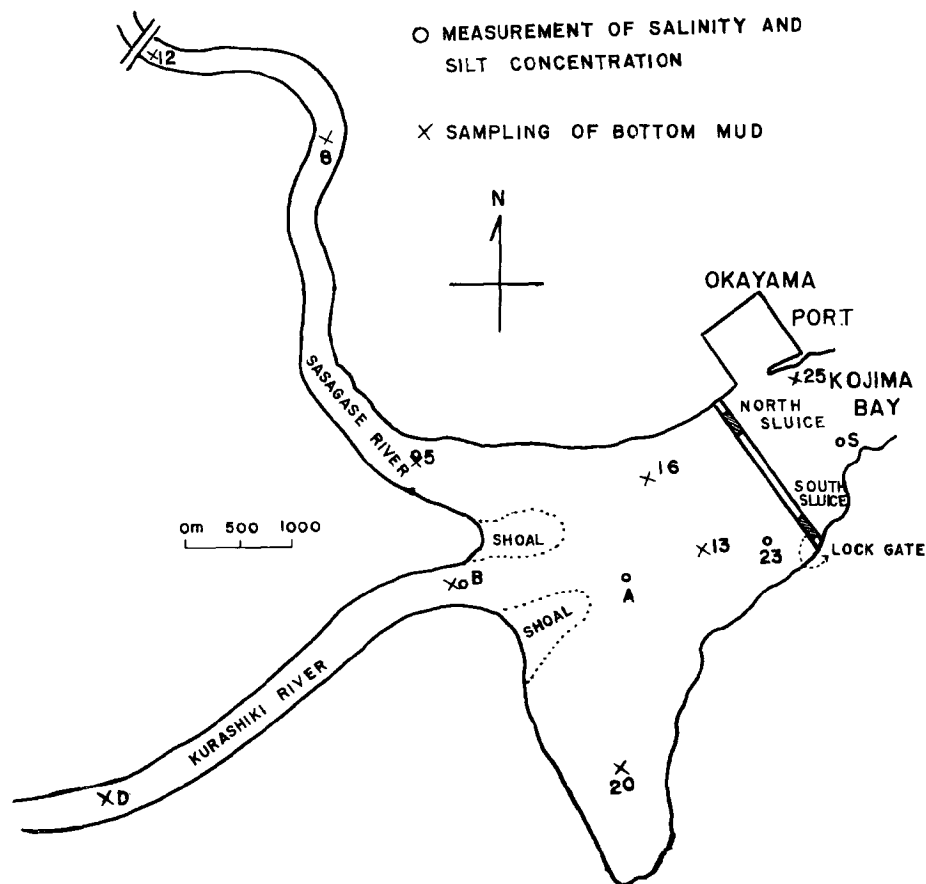 O MEASUREMENT OF SALINITY AND
SILT CONCENTRATION
× SAMPLING OF BOTTOM MUD
×12
×
8
N
OKAYAMA
PORT
×25 KOJIMA
BAY
NORTH
SLUICE
O S
SOUTH
SLUICE
LOCK GATE
SASAGASE RIVER
5
×16
0m 500 1000
SHOAL
×13
23
×O B
A
SHOAL
KURASHIKI RIVER
×D
×
20